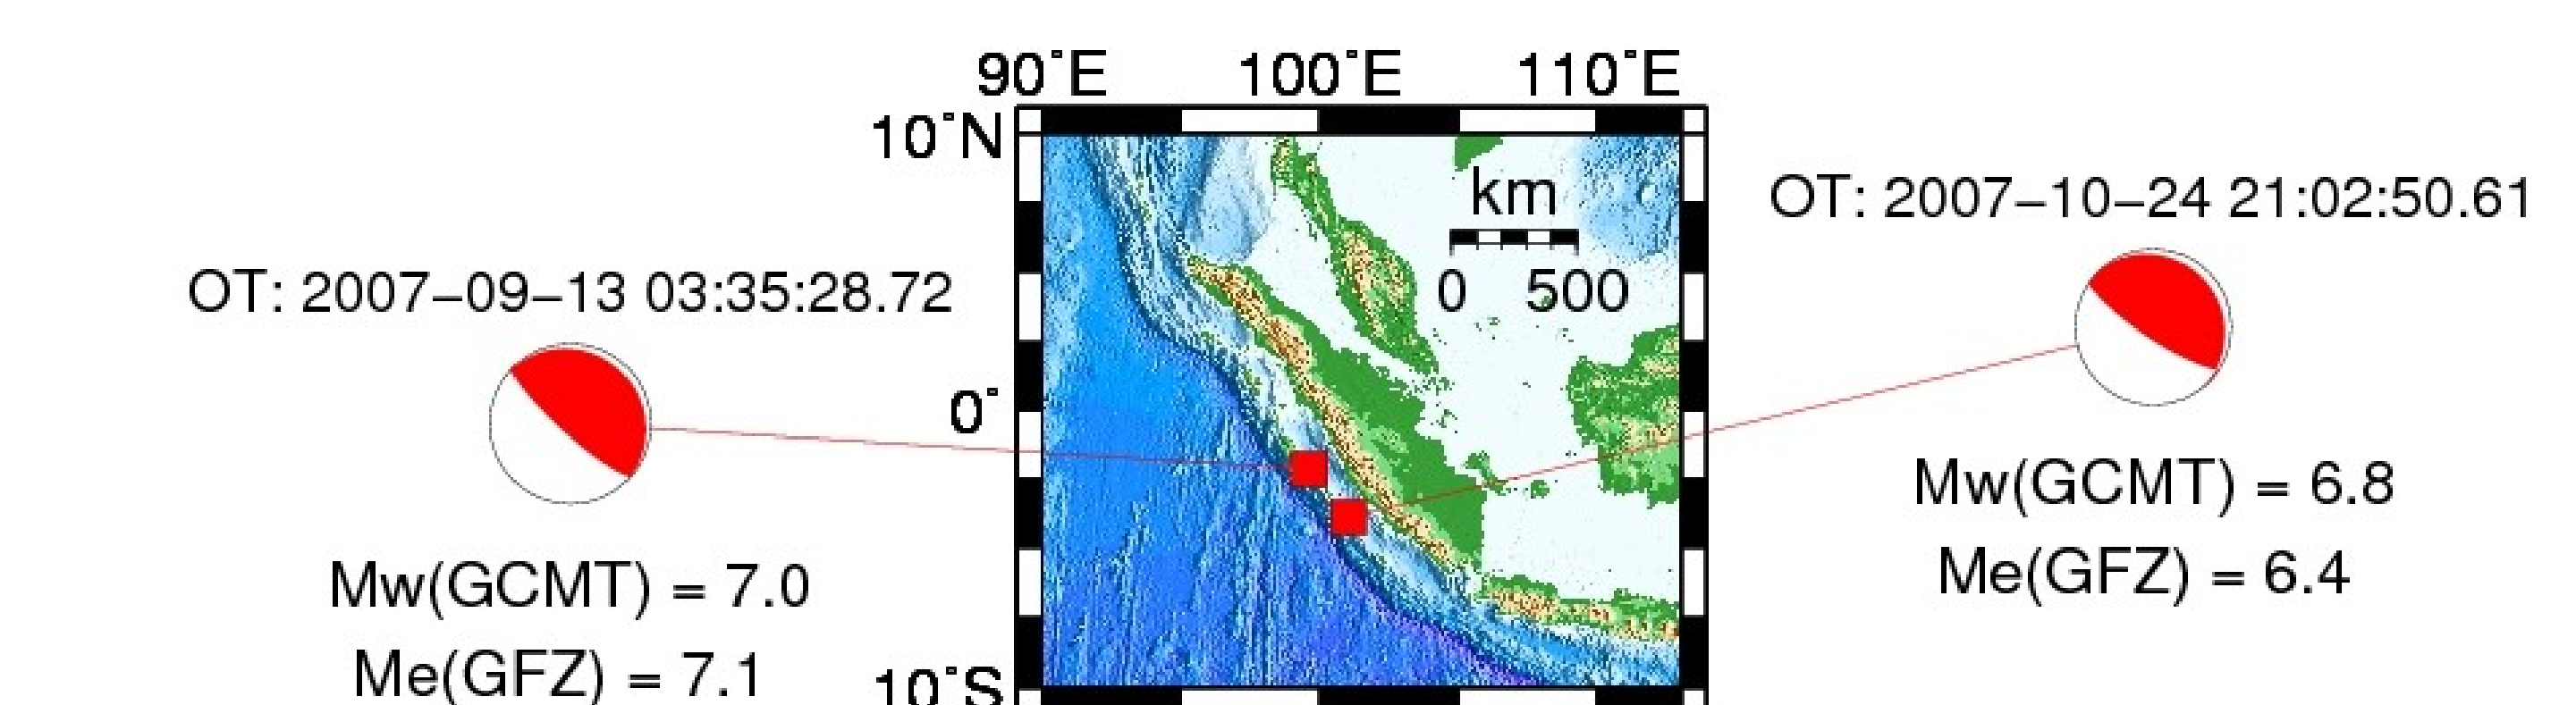 90°E 100°E 110°E
10°N
km
0 500
0°
10°S
OT: 2007–09–13 03:35:28.72
Mw(GCMT) = 7.0
Me(GFZ) = 7.1
OT: 2007–10–24 21:02:50.61
Mw(GCMT) = 6.8
Me(GFZ) = 6.4